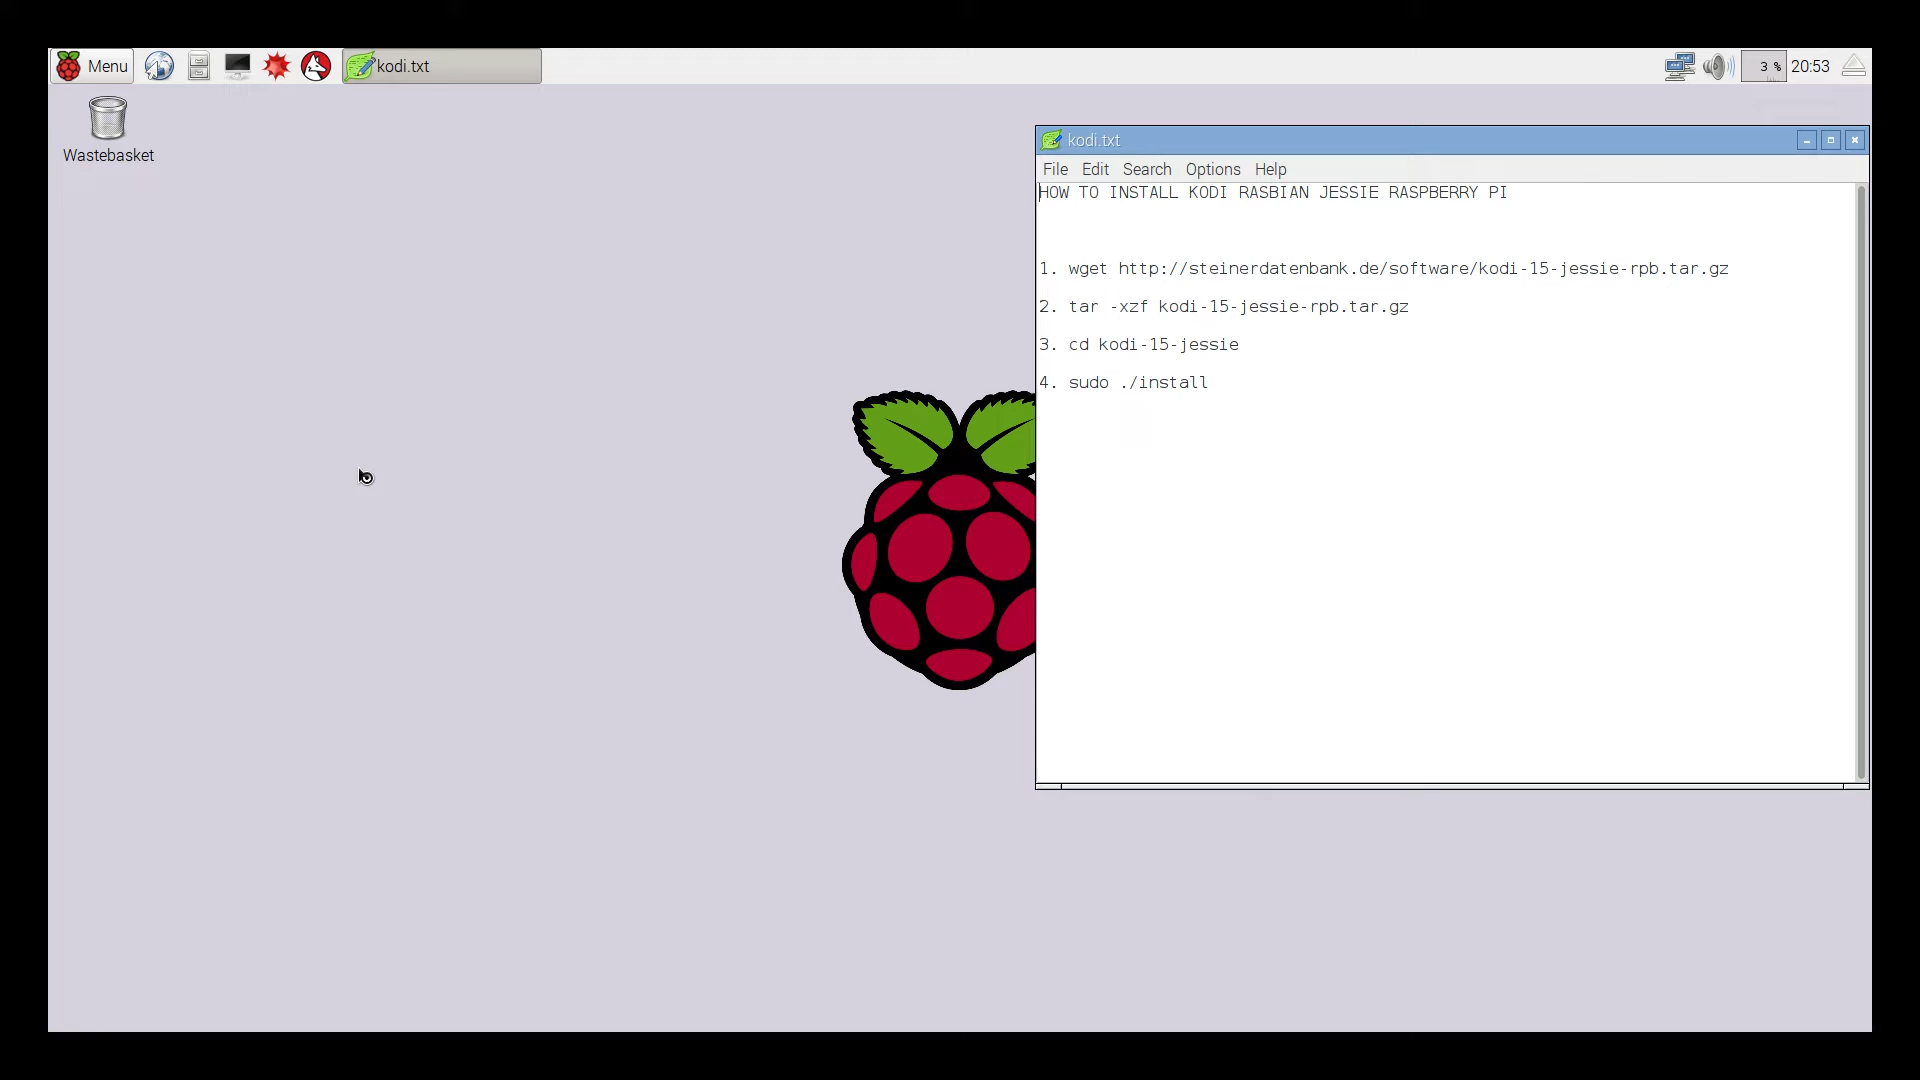 Menu
kodi.txt
3 %
20:53
Wastebasket
kodi.txt
File Edit Search Options Help
HOW TO INSTALL KODI RASBIAN JESSIE RASPBERRY PI
1. wget http://steinerdatenbank.de/software/kodi-15-jessie-rpb.tar.gz
2. tar -xzf kodi-15-jessie-rpb.tar.gz
3. cd kodi-15-jessie
4. sudo ./install